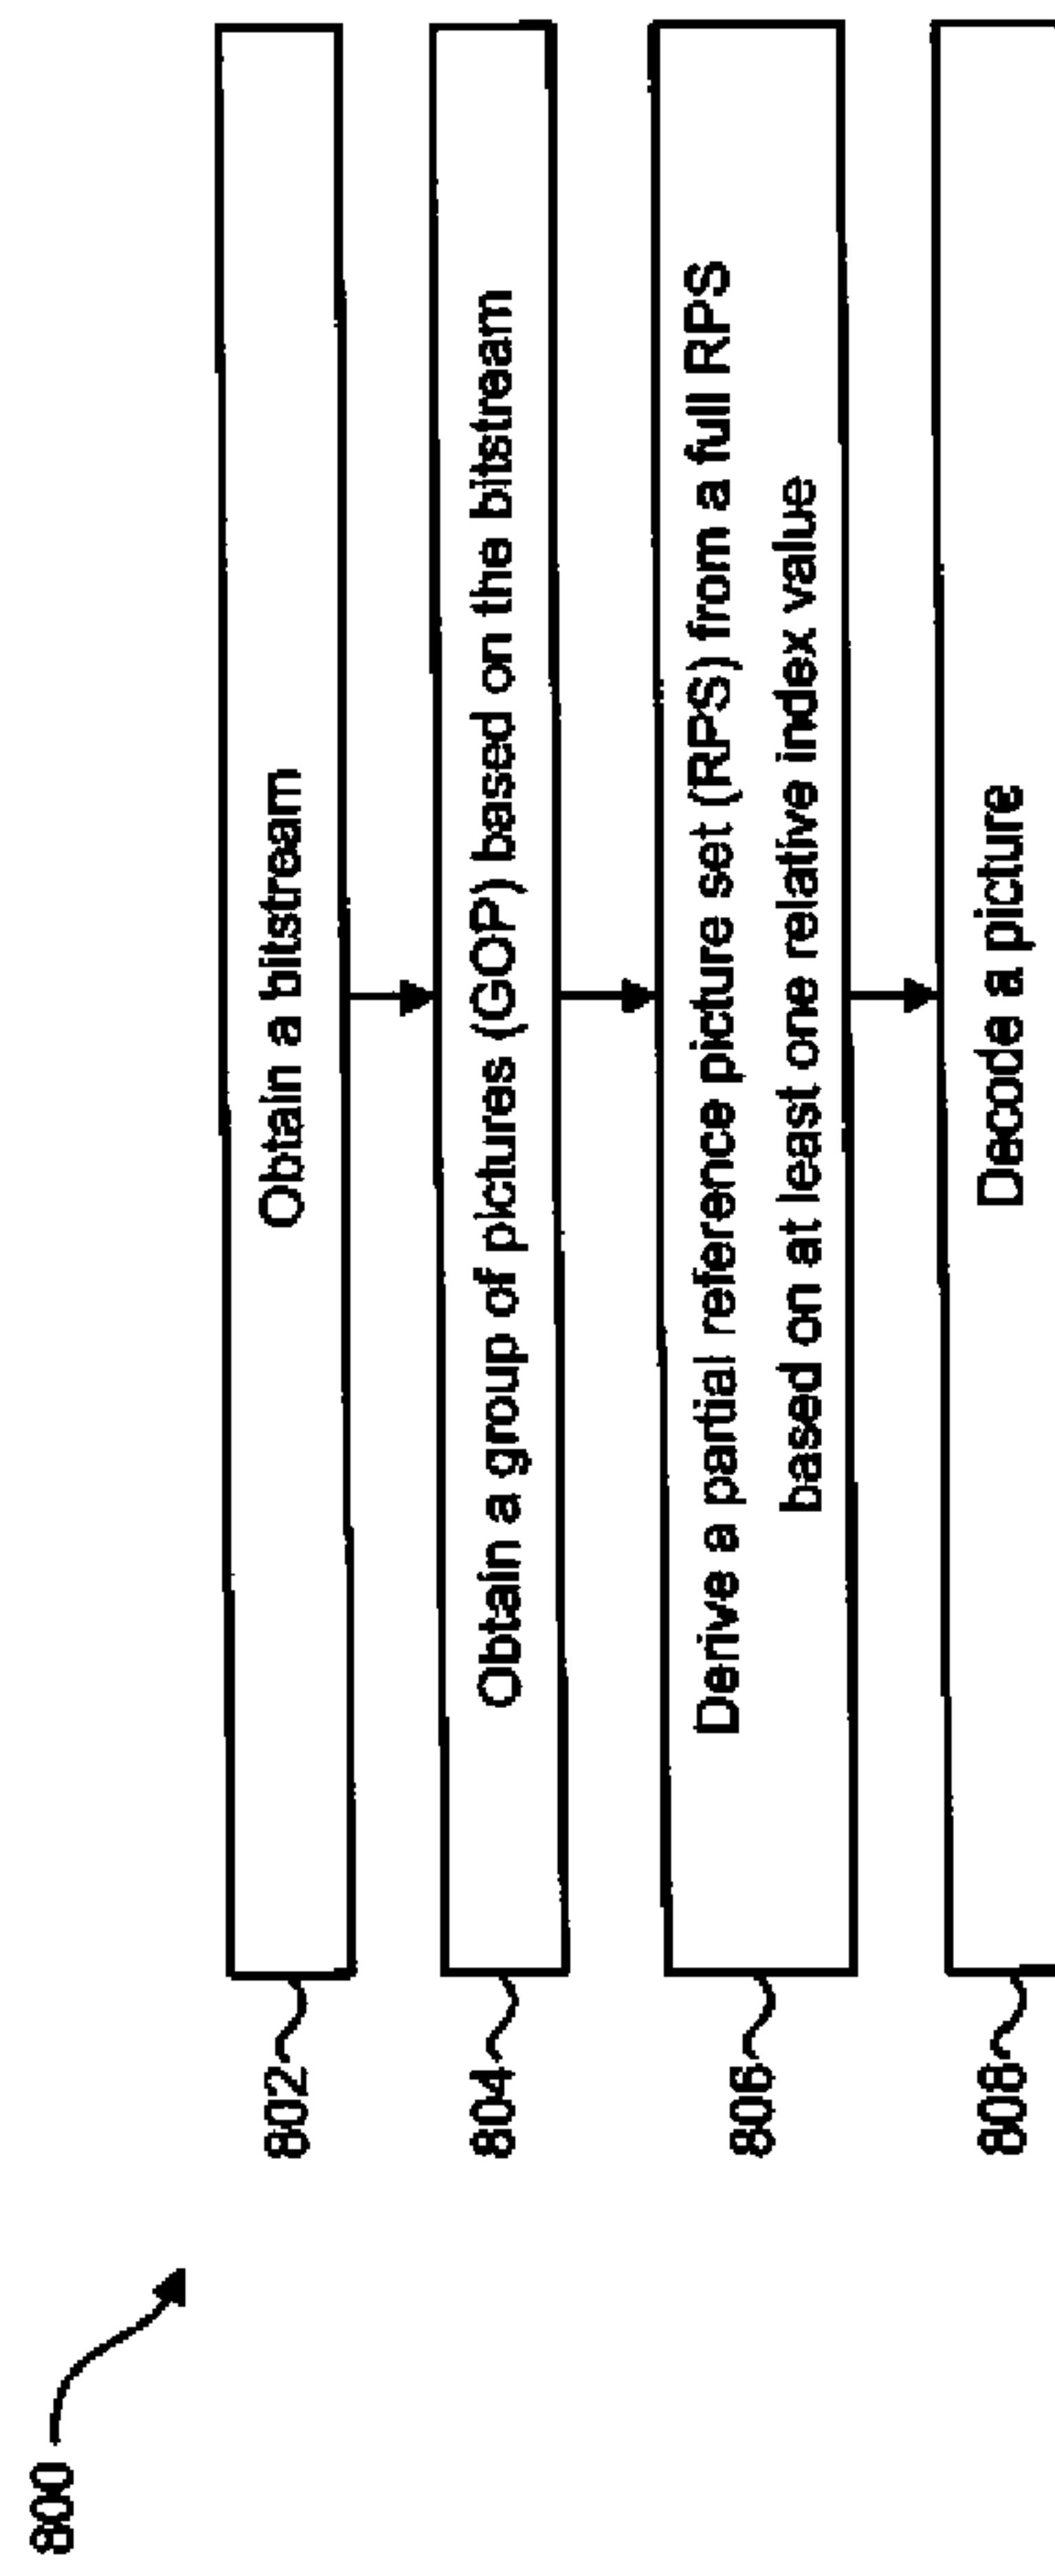 800
802
Obtain a bitstream
804
Obtain a group of pictures (GOP) based on the bitstream
806
Derive a partial reference picture set (RPS) from a full RPS
based on at least one relative index value
808
Decode a picture